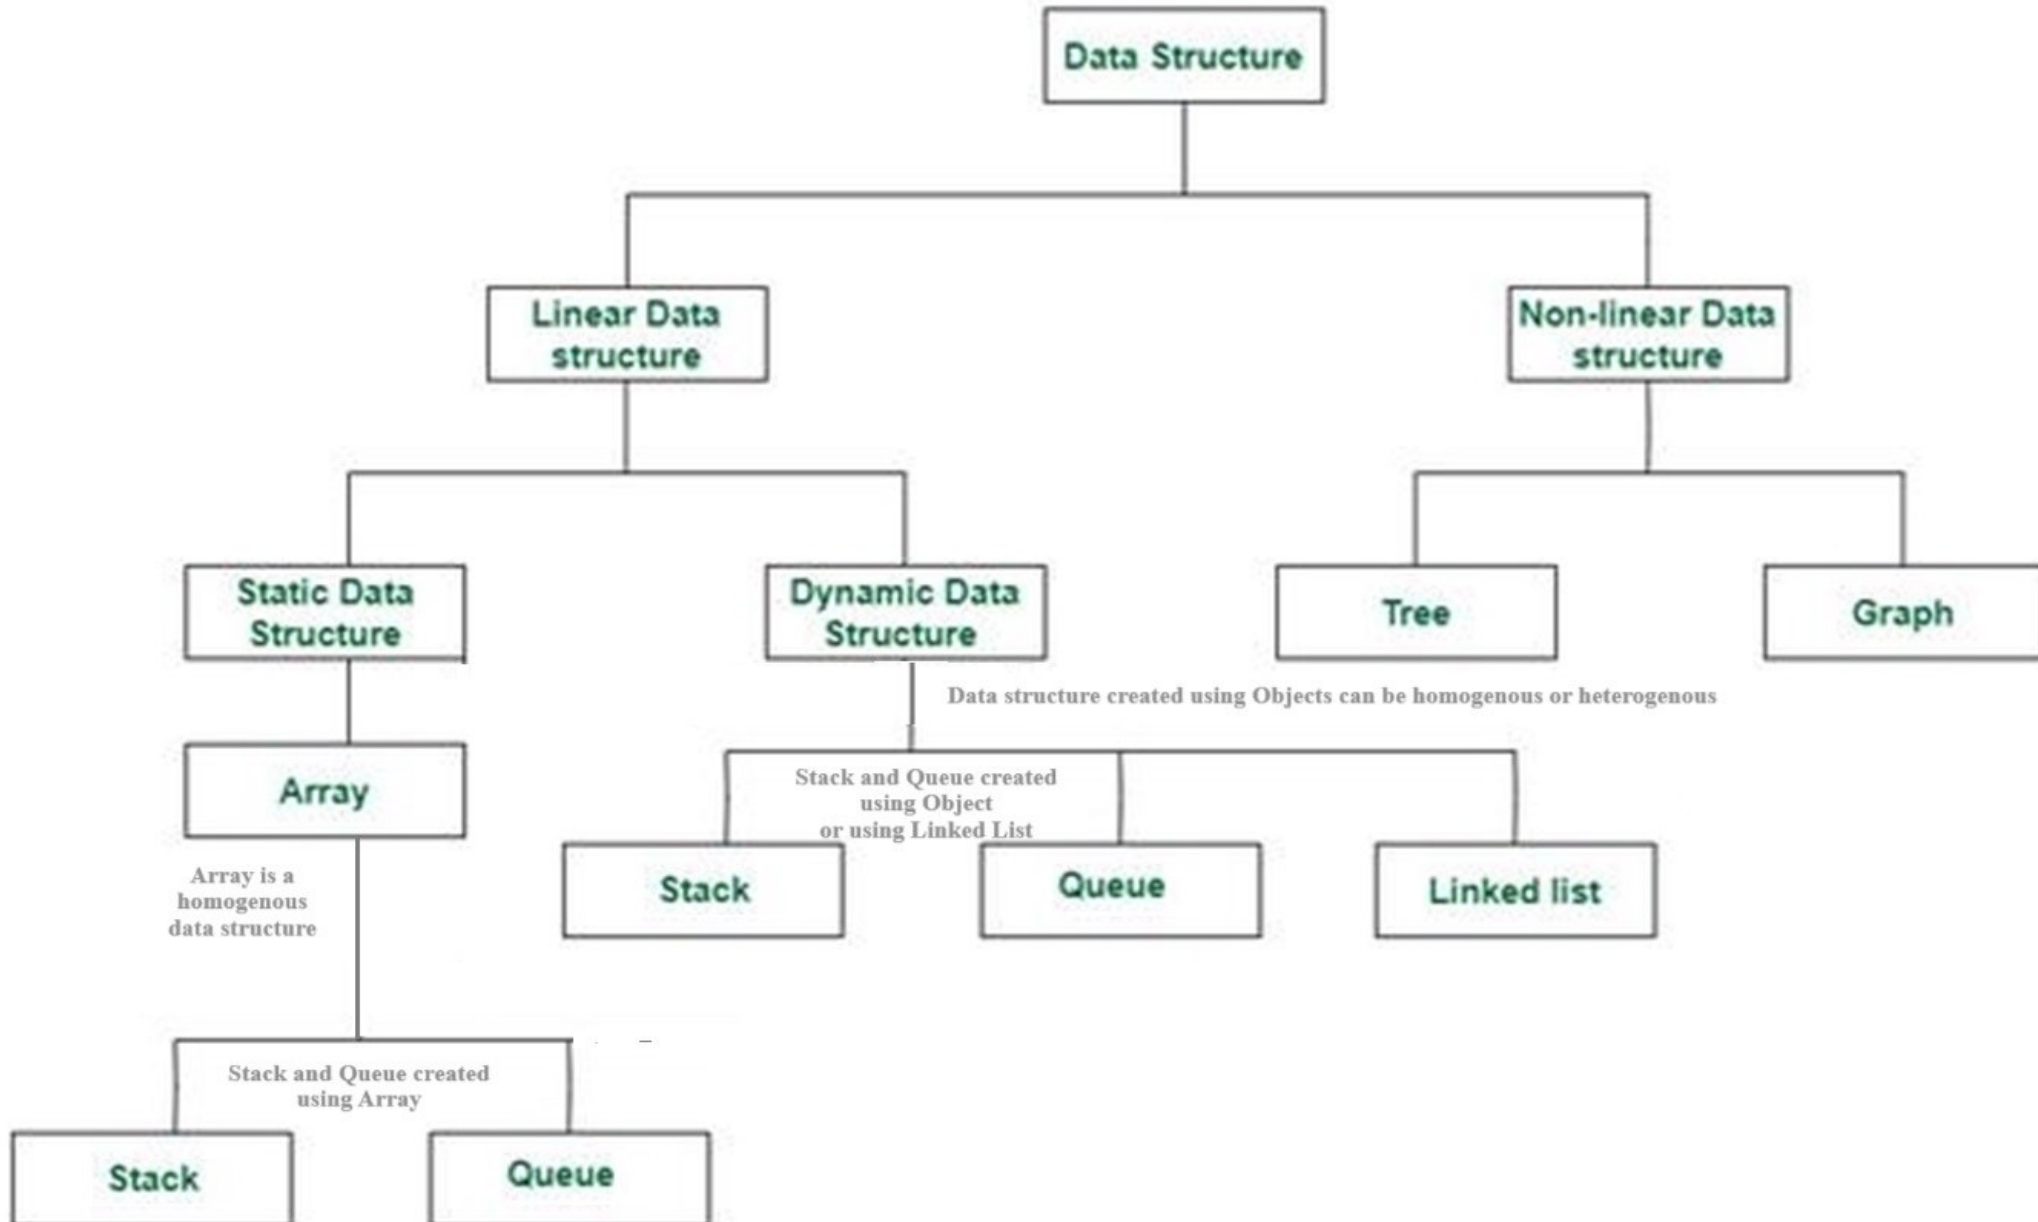 Data Structure
Linear Data
structure
Non-linear Data
structure
Static Data
Structure
Dynamic Data
Structure
Tree
Graph
Data structure created using Objects can be homogenous or heterogenous
Array
Stack and Queue created
using Object
or using Linked List
Stack
Queue
Linked list
Array is a
homogenous
data structure
Stack and Queue created
using Array
Stack
Queue